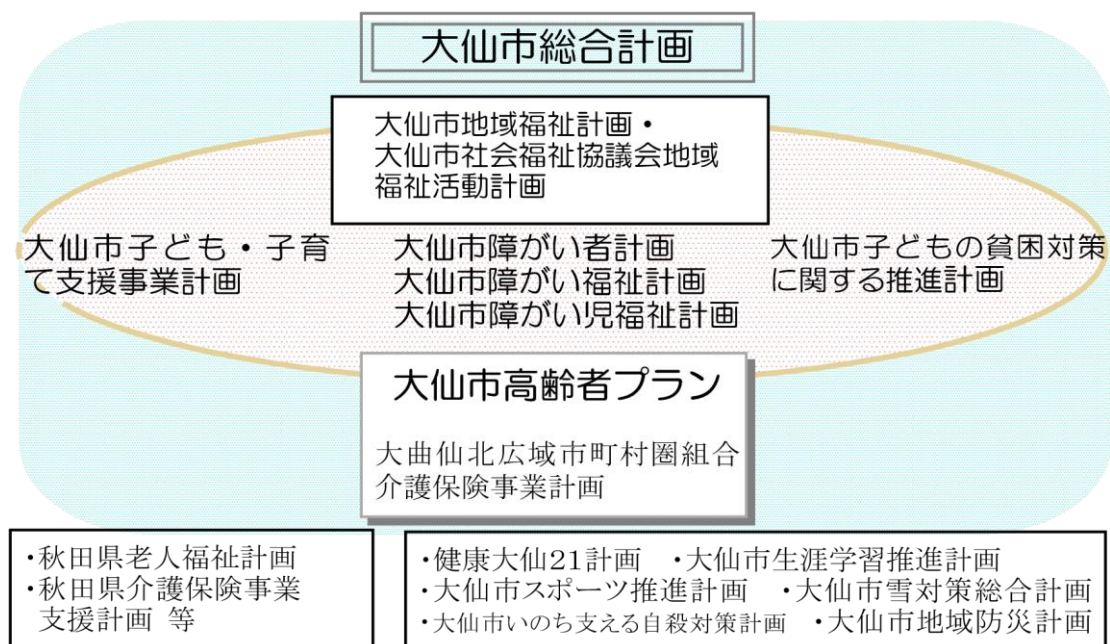 大仙市総合計画
大仙市地域福祉計画・
大仙市社会福祉協議会地域
福祉活動計画
大仙市子ども・子育
て支援事業計画
大仙市障がい者計画
大仙市障がい福祉計画
大仙市障がい児福祉計画
大仙市子どもの貧困対策
に関する推進計画
大仙市高齢者プラン
大曲仙北広域市町村圏組合
介護保険事業計画
・秋田県老人福祉計画
・秋田県介護保険事業
支援計画 等
・健康大仙21計画 ・大仙市生涯学習推進計画
・大仙市スポーツ推進計画 ・大仙市雪対策総合計画
・大仙市いのち支える自殺対策計画 ・大仙市地域防災計画